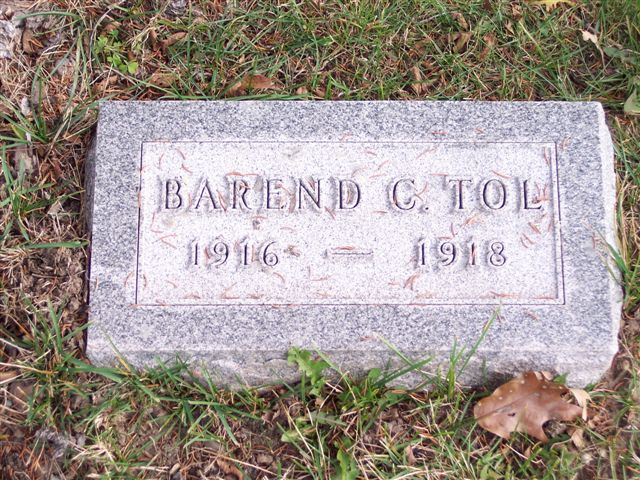 BAREND C. TOL
1916 — 1918